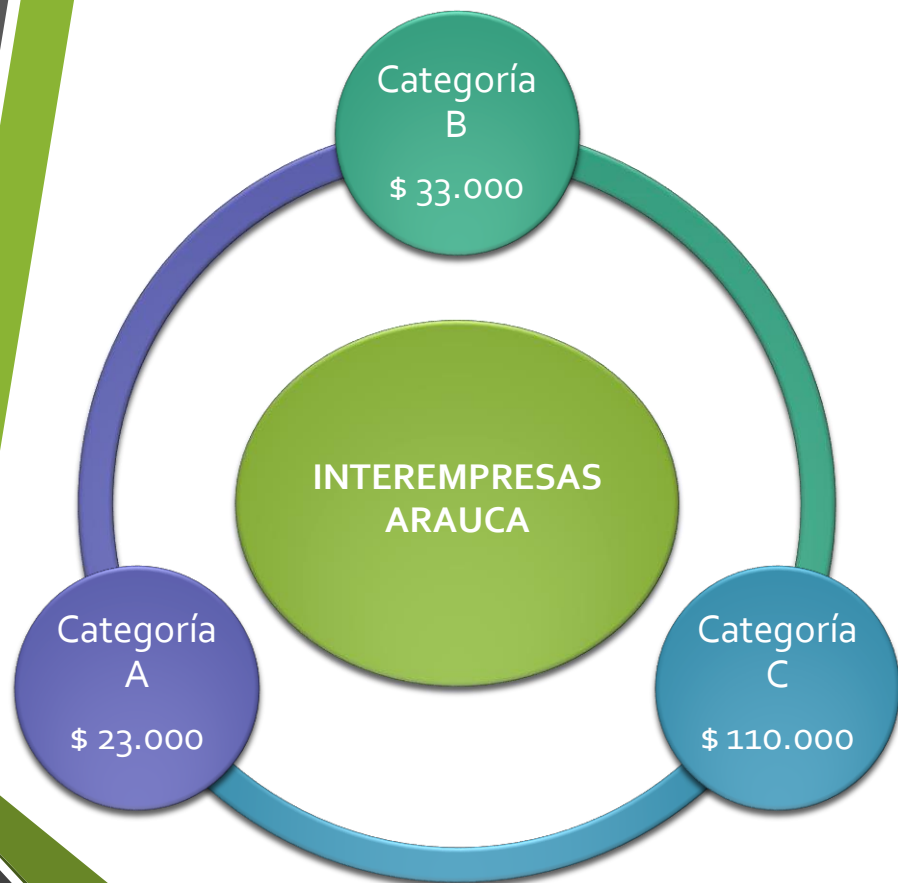 Categoría
B
$ 33.000
INTEREMPRESAS
ARAUCA
Categoría
A
$ 23.000
Categoría
C
$ 110.000